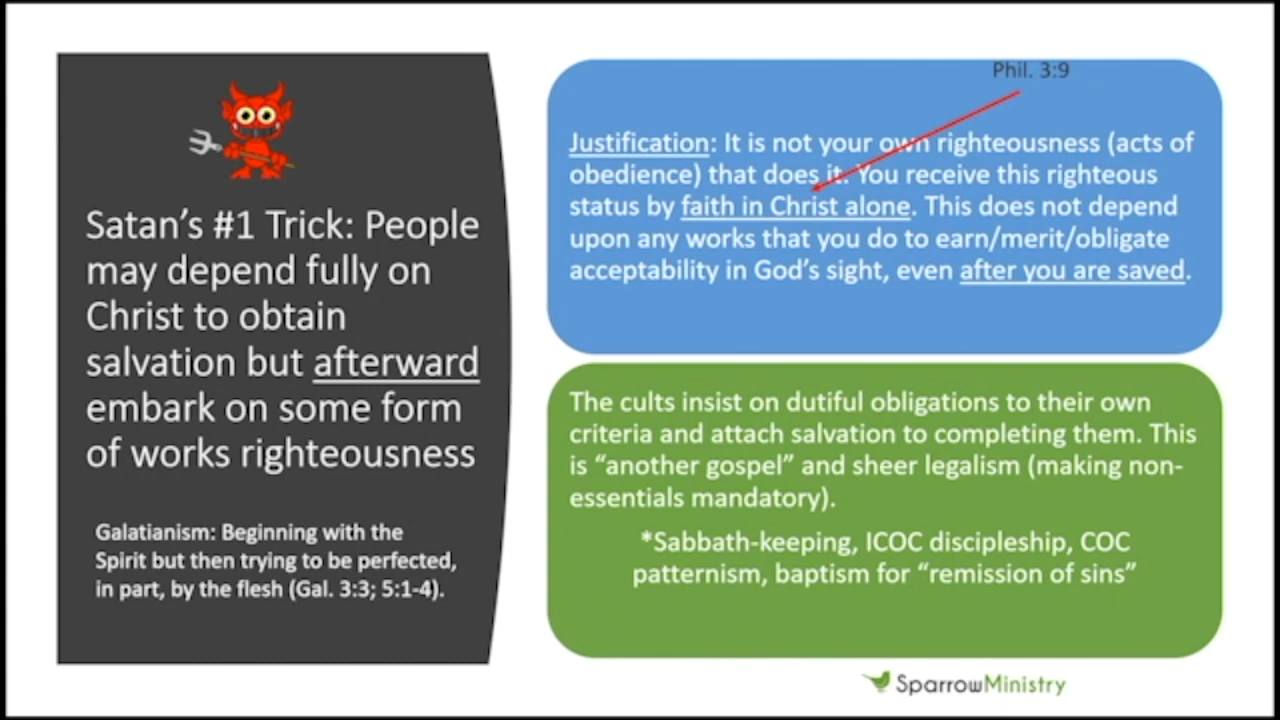 Satan’s #1 Trick: People
may depend fully on
Christ to obtain
salvation but afterward
embark on some form
of works righteousness
Galatianism: Beginning with the
Spirit but then trying to be perfected,
in part, by the flesh (Gal. 3:3; 5:1-4).
Phil. 3:9
Justification: It is not your own righteousness (acts of
obedience) that does it. You receive this righteous
status by faith in Christ alone. This does not depend
upon any works that you do to earn/merit/obligate
acceptability in God’s sight, even after you are saved.
The cults insist on dutiful obligations to their own
criteria and attach salvation to completing them. This
is “another gospel” and sheer legalism (making non-
essentials mandatory).
*Sabbath-keeping, ICOC discipleship, COC
patternism, baptism for “remission of sins”
SparrowMinistry